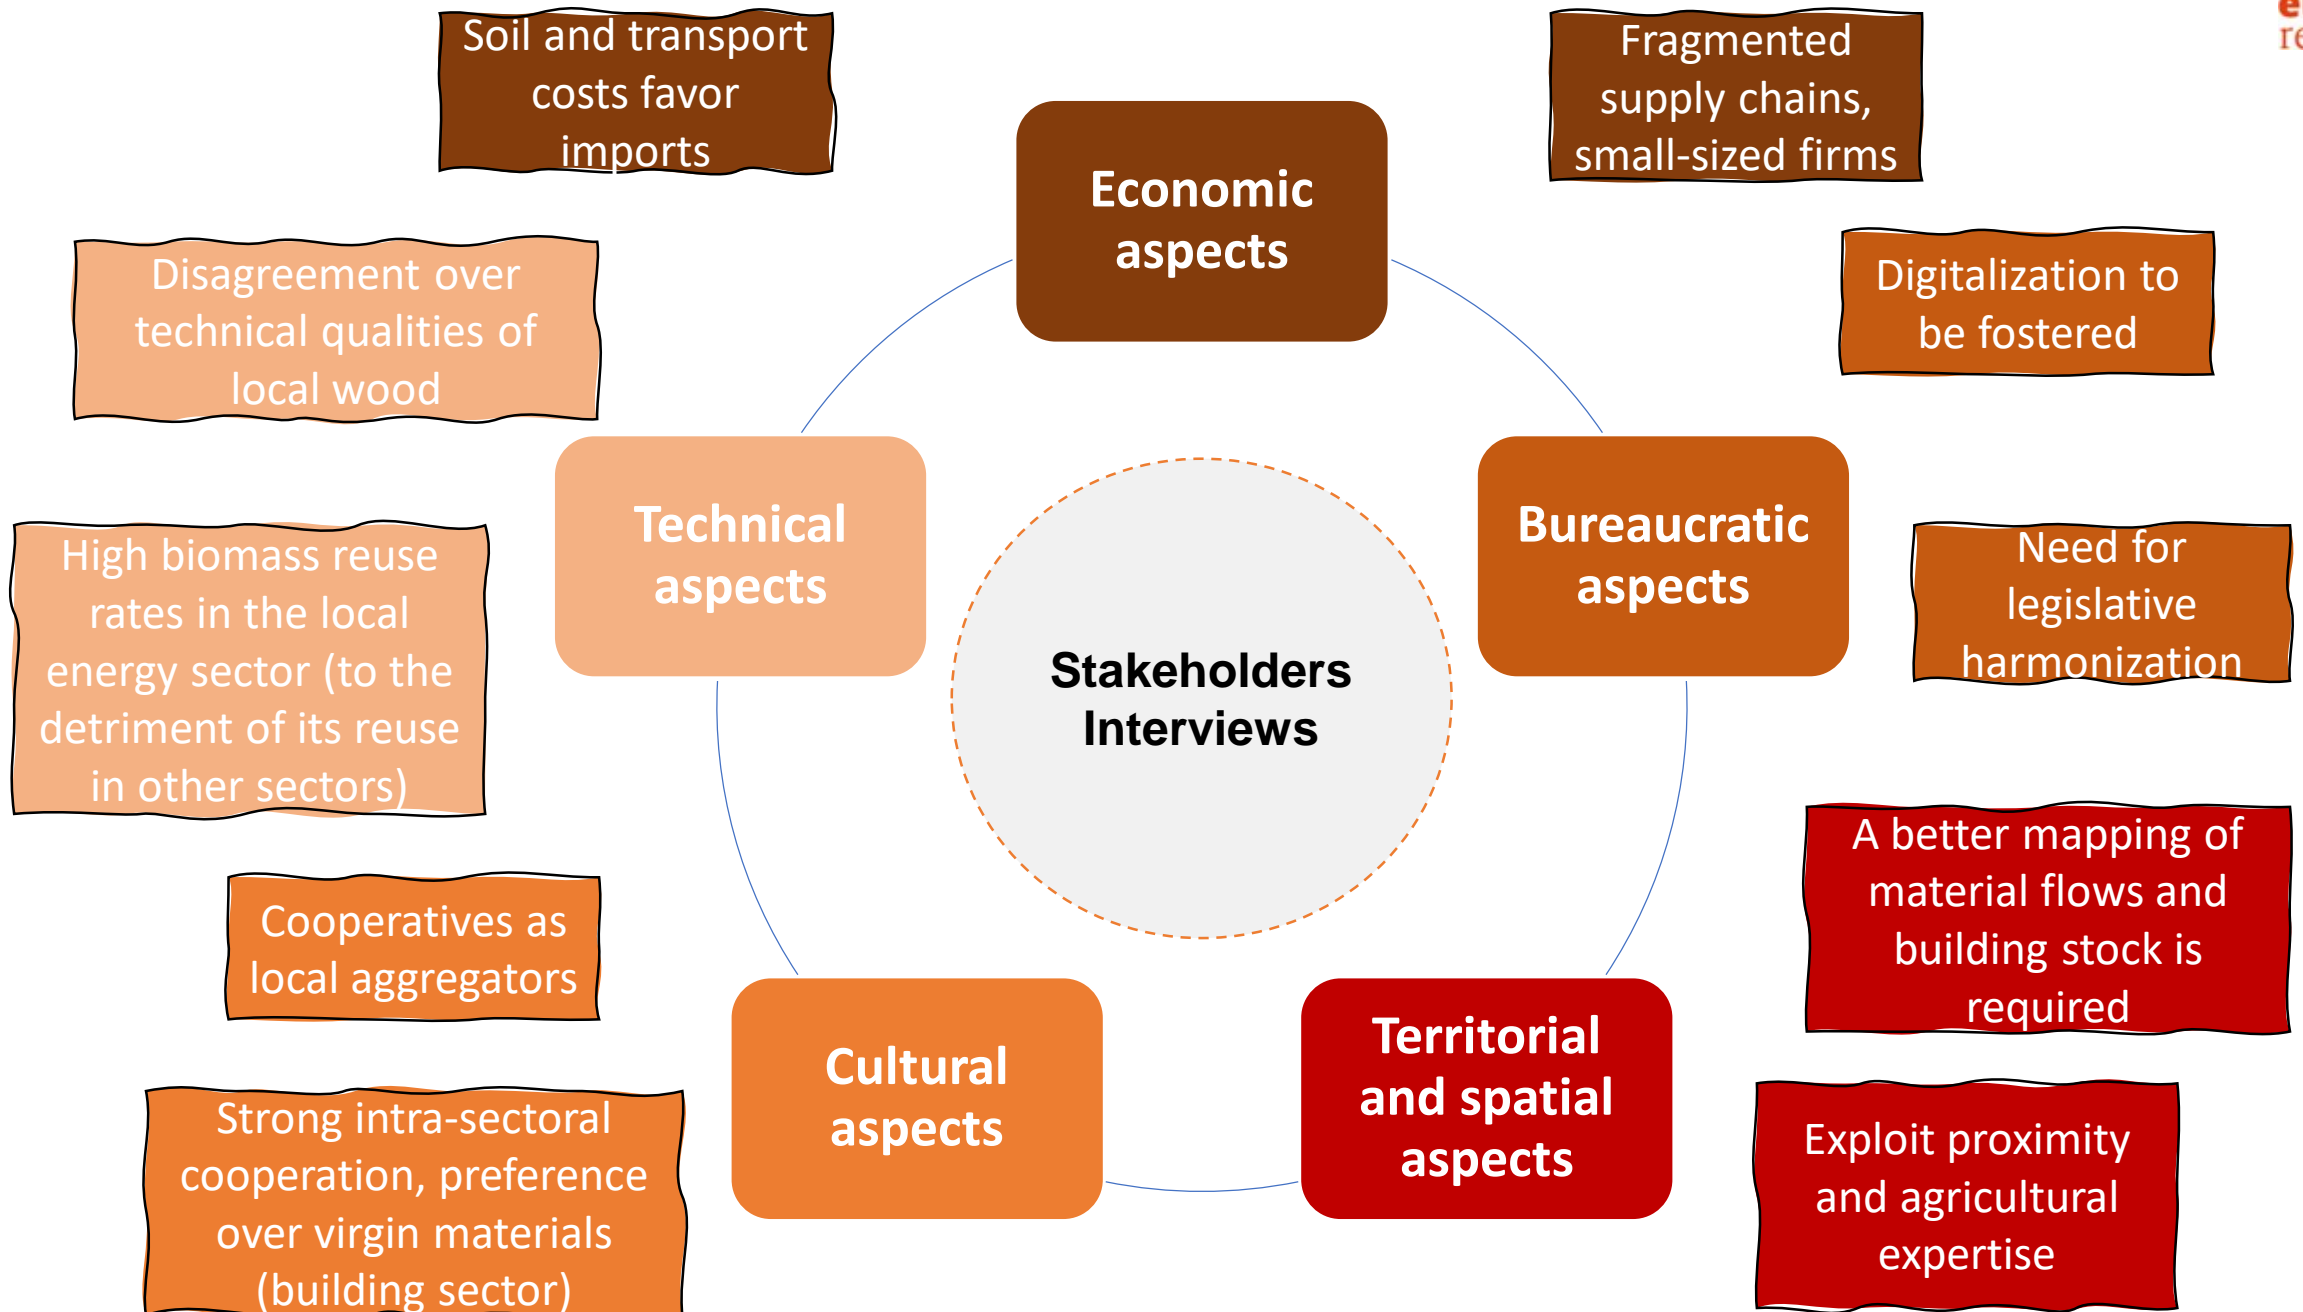 Soil and transport
costs favor
imports
Fragmented
supply chains,
small-sized firms
Economic
aspects
Disagreement over
technical qualities of
local wood
Digitalization to
be fostered
Technical
aspects
Bureaucratic
aspects
High biomass reuse
rates in the local
energy sector (to the
detriment of its reuse
in other sectors)
Need for
legislative
harmonization
Stakeholders
Interviews
A better mapping of
material flows and
building stock is
required
Cooperatives as
local aggregators
Cultural
aspects
Territorial
and spatial
aspects
Strong intra-sectoral
cooperation, preference
over virgin materials
(building sector)
Exploit proximity
and agricultural
expertise